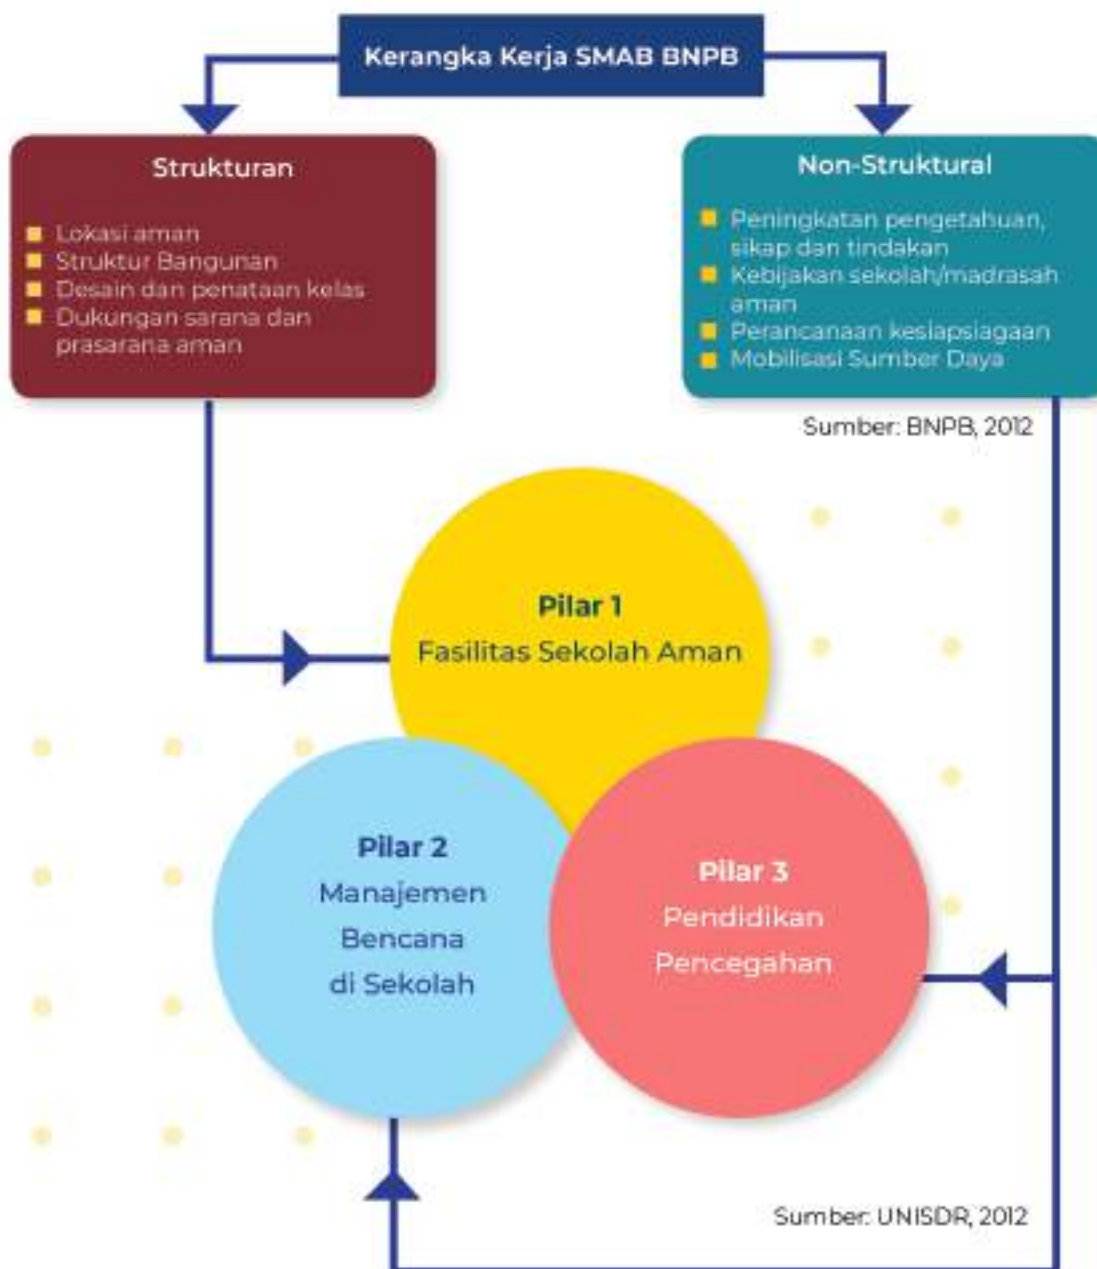 Kerangka Kerja SMAB BNPB
Strukturan
Lokasi aman
Struktur Bangunan
Desain dan penataan kelas
Dukungan sarana dan
prasarana aman
Non-Struktural
Peningkatan pengetahuan,
sikap dan tindakan
Kebijakan sekolah/madrasah
aman
Perancanaan kesiapsiagaan
Mobilisasi Sumber Daya
Sumber: BNPB, 2012
Pilar 1
Fasilitas Sekolah Aman
Pilar 2
Manajemen
Bencana
di Sekolah
Pilar 3
Pendidikan
Pencegahan
Sumber: UNISDR, 2012